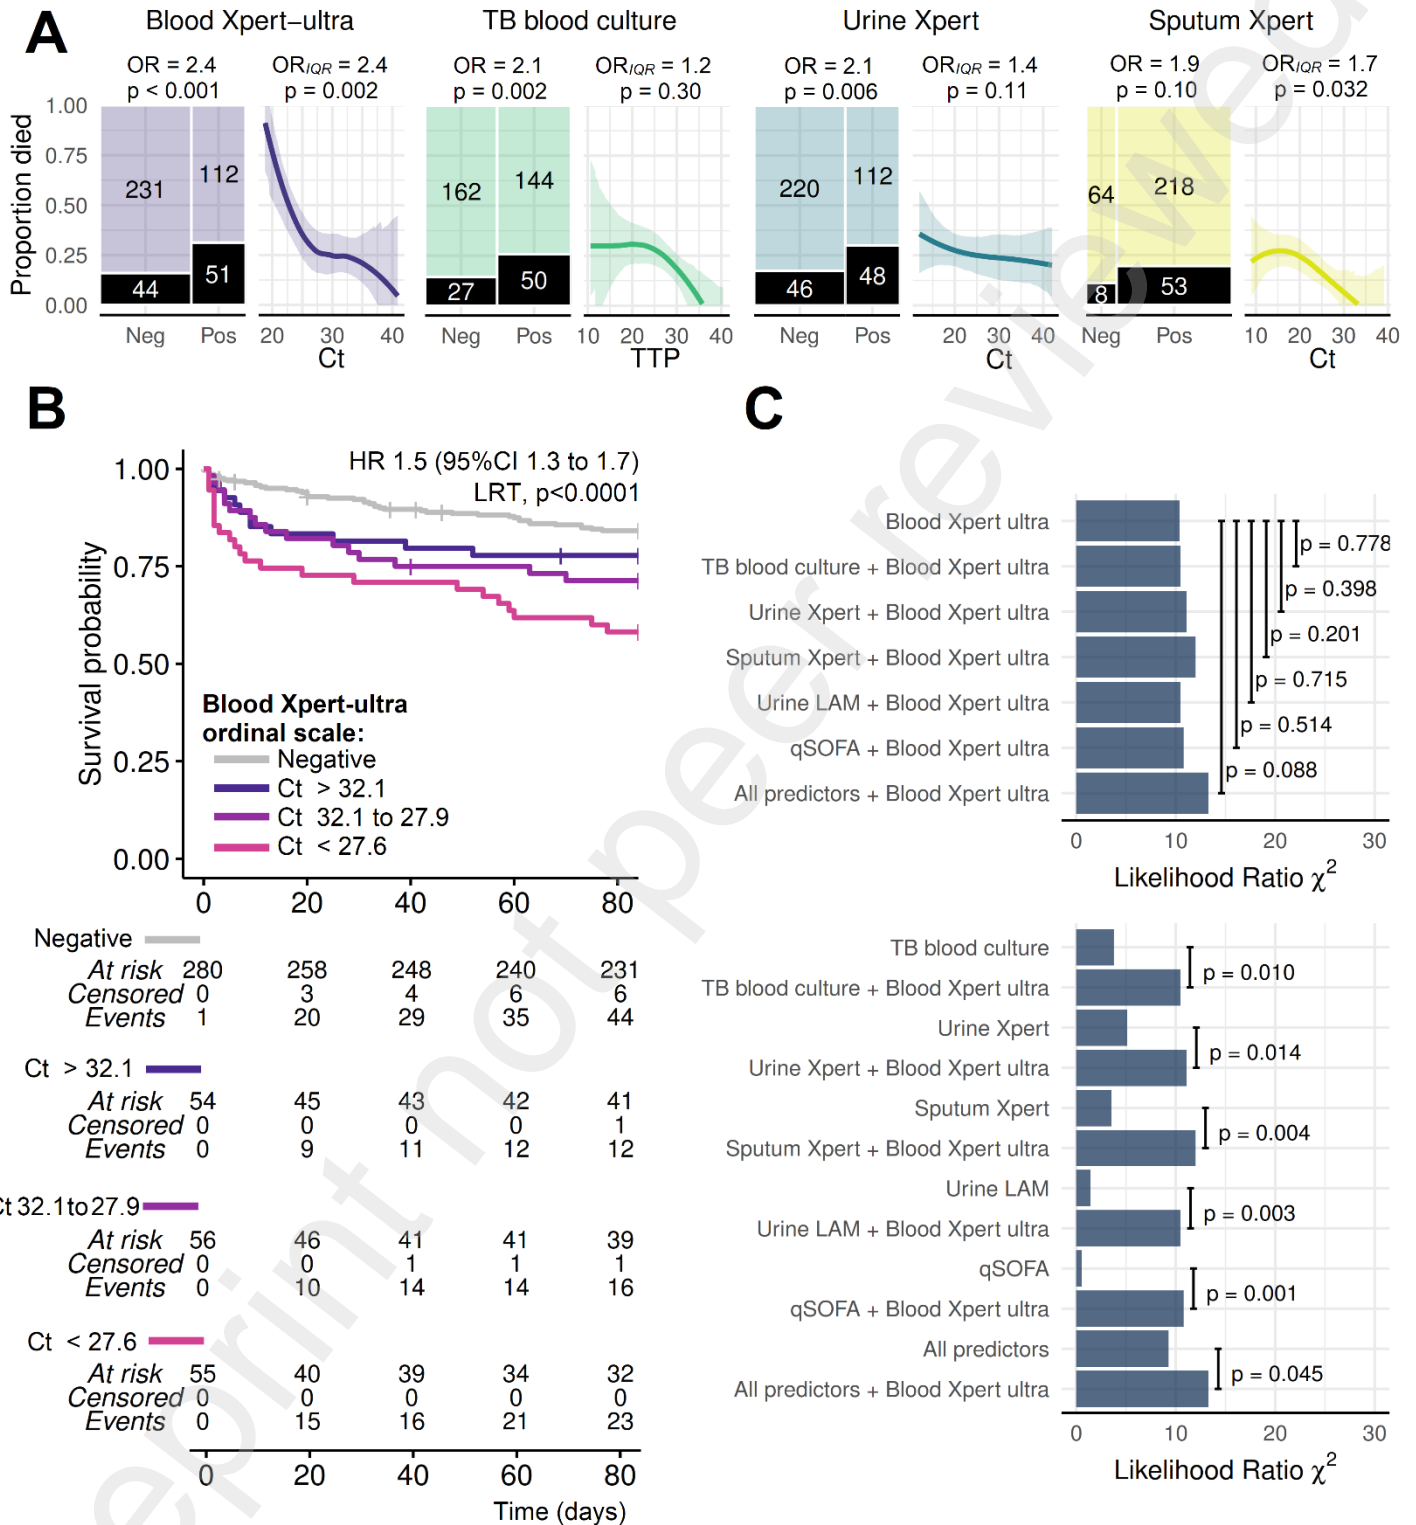 A
Blood Xpert−ultra
TB blood culture
Urine Xpert
Sputum Xpert
OR = 2.4
p < 0.001
ORIQR = 2.4
p = 0.002
OR = 2.1
p = 0.002
ORIQR = 1.2
p = 0.30
OR = 2.1
p = 0.006
ORIQR = 1.4
p = 0.11
OR = 1.9
p = 0.10
ORIQR = 1.7
p = 0.032
Proportion died
1.00
0.75
0.50
0.25
0.00
231
112
44
51
162
144
27
50
220
112
46
48
64
218
8
53
Neg Pos
20 30 40
Ct
Neg Pos
10 20 30 40
TTP
Neg Pos
20 30 40
Ct
Neg Pos
10 20 30 40
Ct
B
Survival probability
1.00
0.75
0.50
0.25
0.00
HR 1.5 (95%CI 1.3 to 1.7)
LRT, p<0.0001
Blood Xpert-ultra
ordinal scale:
Negative
Ct > 32.1
Ct 32.1 to 27.9
Ct < 27.6
0 20 40 60 80
Negative
At risk 280 258 248 240 231
Censored 0 3 4 6 6
Events 1 20 29 35 44
Ct > 32.1
At risk 54 45 43 42 41
Censored 0 0 0 0 1
Events 0 9 11 12 12
Ct 32.1to27.9
At risk 56 46 41 41 39
Censored 0 0 1 1 1
Events 0 10 14 14 16
Ct < 27.6
At risk 55 40 39 34 32
Censored 0 0 0 0 0
Events 0 15 16 21 23
0 20 40 60 80
Time (days)
C
Blood Xpert ultra
TB blood culture + Blood Xpert ultra
Urine Xpert + Blood Xpert ultra
Sputum Xpert + Blood Xpert ultra
Urine LAM + Blood Xpert ultra
qSOFA + Blood Xpert ultra
All predictors + Blood Xpert ultra
p = 0.778
p = 0.398
p = 0.201
p = 0.715
p = 0.514
p = 0.088
0 10 20 30
Likelihood Ratio χ²
TB blood culture
TB blood culture + Blood Xpert ultra
Urine Xpert
Urine Xpert + Blood Xpert ultra
Sputum Xpert
Sputum Xpert + Blood Xpert ultra
Urine LAM
Urine LAM + Blood Xpert ultra
qSOFA
qSOFA + Blood Xpert ultra
All predictors
All predictors + Blood Xpert ultra
p = 0.010
p = 0.014
p = 0.004
p = 0.003
p = 0.001
p = 0.045
0 10 20 30
Likelihood Ratio χ²
eprint not peer reviewed